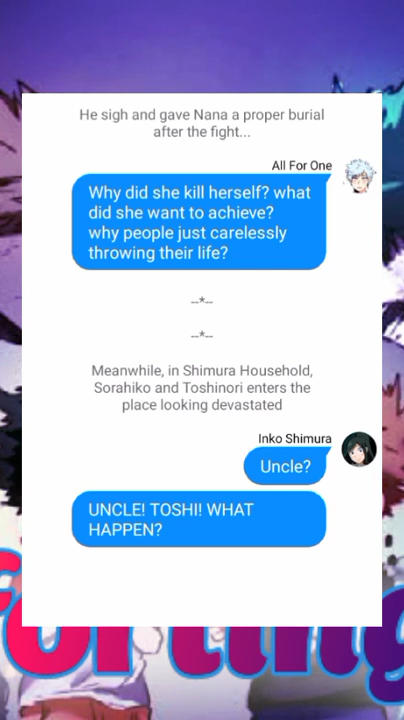 He sigh and gave Nana a proper burial
after the fight...
All For One
Why did she kill herself? what
did she want to achieve?
why people just carelessly
throwing their life?
--*--
--*--
Meanwhile, in Shimura Household,
Sorahiko and Toshinori enters the
place looking devastated
Inko Shimura
Uncle?
UNCLE! TOSHI! WHAT
HAPPEN?